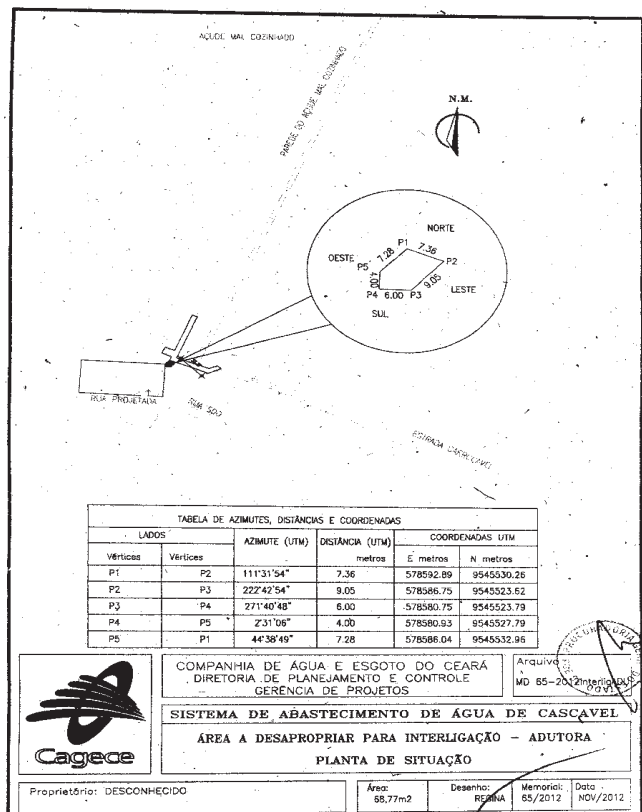 AÇUDE MAL COZINHADO
PAREDE DO AÇUDE MAL COZINHADO
N.M.
NORTE
P1
7.36
7.28
OESTE
P2
P5
4.00
9.05
P4 6.00 P3
LESTE
SUL
RUA PROJETADA
RUA SDO
ESTRADA CARROÇAVEL
TABELA DE AZIMUTES, DISTÂNCIAS E COORDENADAS
LADOS AZIMUTE (UTM) DISTÂNCIA (UTM) COORDENADAS UTM
Vértices Vértices metros E metros N metros
P1 P2 111°31'54" 7.36 578592.89 9545530.26
P2 P3 222°42'54" 9.05 578586.75 9545523.62
P3 P4 271°40'48" 6.00 578580.75 9545523.79
P4 P5 2°31'06" 4.00 578580.93 9545527.79
P5 P1 44°38'49" 7.28 578586.04 9545532.96
Cagece
COMPANHIA DE ÁGUA E ESGOTO DO CEARÁ
DIRETORIA DE PLANEJAMENTO E CONTROLE
GERÊNCIA DE PROJETOS
Arquivo
MD 65-2012
SISTEMA DE ABASTECIMENTO DE ÁGUA DE CASCAVEL
ÁREA A DESAPROPRIAR PARA INTERLIGAÇÃO - ADUTORA
PLANTA DE SITUAÇÃO
Proprietório: DESCONHECIDO
Área: 68,77m2
Desenho: REGINA
Memorial: 65/2012
Data NOV/2012